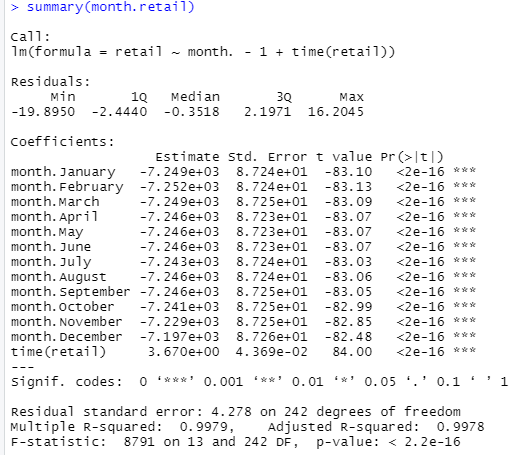 > summary(month.retail)
Call:
lm(formula = retail ~ month. - 1 + time(retail))
Residuals:
     Min       1Q   Median       3Q      Max
-19.8950  -2.4440  -0.3518   2.1971  16.2045
Coefficients:
                 Estimate Std. Error t value Pr(>|t|)
month.January   -7.249e+03  8.724e+01  -83.10   <2e-16 ***
month.February  -7.252e+03  8.724e+01  -83.13   <2e-16 ***
month.March     -7.249e+03  8.725e+01  -83.09   <2e-16 ***
month.April     -7.246e+03  8.723e+01  -83.07   <2e-16 ***
month.May       -7.246e+03  8.723e+01  -83.07   <2e-16 ***
month.June      -7.246e+03  8.723e+01  -83.07   <2e-16 ***
month.July      -7.243e+03  8.724e+01  -83.03   <2e-16 ***
month.August    -7.246e+03  8.724e+01  -83.06   <2e-16 ***
month.September -7.246e+03  8.725e+01  -83.05   <2e-16 ***
month.October   -7.241e+03  8.725e+01  -82.99   <2e-16 ***
month.November  -7.229e+03  8.725e+01  -82.85   <2e-16 ***
month.December  -7.197e+03  8.726e+01  -82.48   <2e-16 ***
time(retail)     3.670e+00  4.369e-02   84.00   <2e-16 ***
---
Signif. codes:  0 ‘***’ 0.001 ‘**’ 0.01 ‘*’ 0.05 ‘.’ 0.1 ‘ ’ 1
Residual standard error: 4.278 on 242 degrees of freedom
Multiple R-squared:  0.9979,    Adjusted R-squared:  0.9978
F-statistic:  8791 on 13 and 242 DF,  p-value: < 2.2e-16